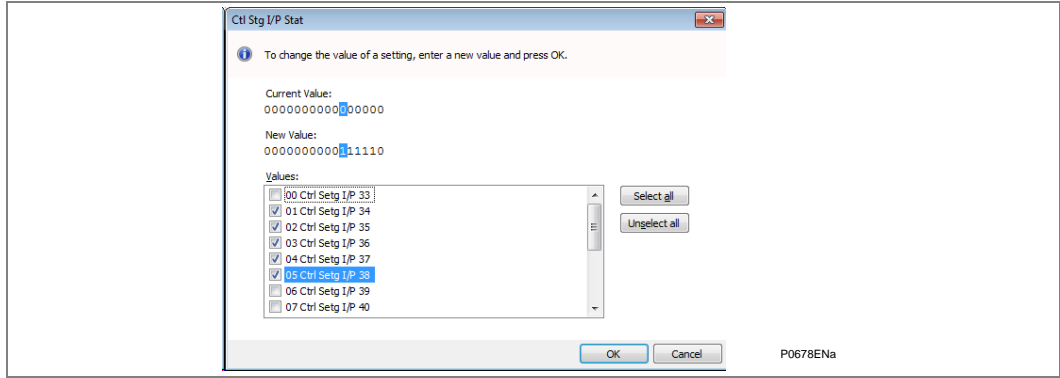 Ctl Stg I/P Stat
To change the value of a setting, enter a new value and press OK.
Current Value:
0000000000000000
New Value:
0000000000111110
Values:
00 Ctrl Setg I/P 33
01 Ctrl Setg I/P 34
02 Ctrl Setg I/P 35
03 Ctrl Setg I/P 36
04 Ctrl Setg I/P 37
05 Ctrl Setg I/P 38
06 Ctrl Setg I/P 39
07 Ctrl Setg I/P 40
Select all
Unselect all
OK Cancel
P0678ENa